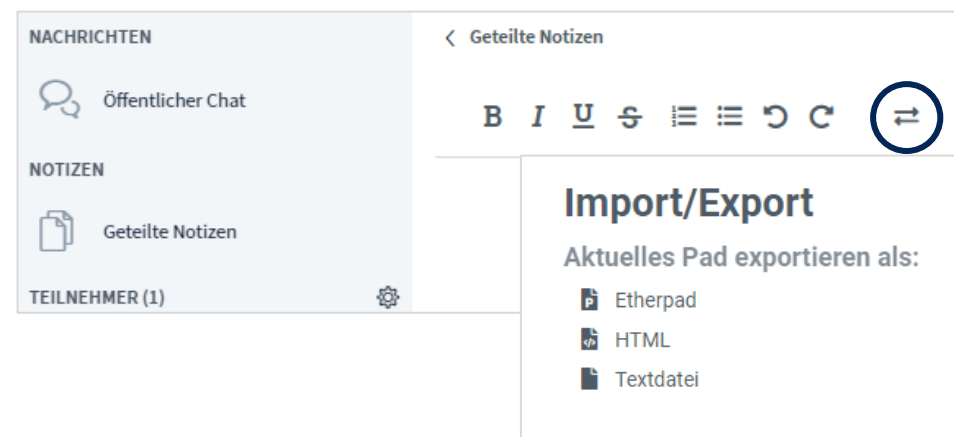 NACHRICHTEN
Öffentlicher Chat
NOTIZEN
Geteilte Notizen
TEILNEHMER (1)
Geteilte Notizen
B I U S
Import/Export
Aktuelles Pad exportieren als:
Etherpad
HTML
Textdatei